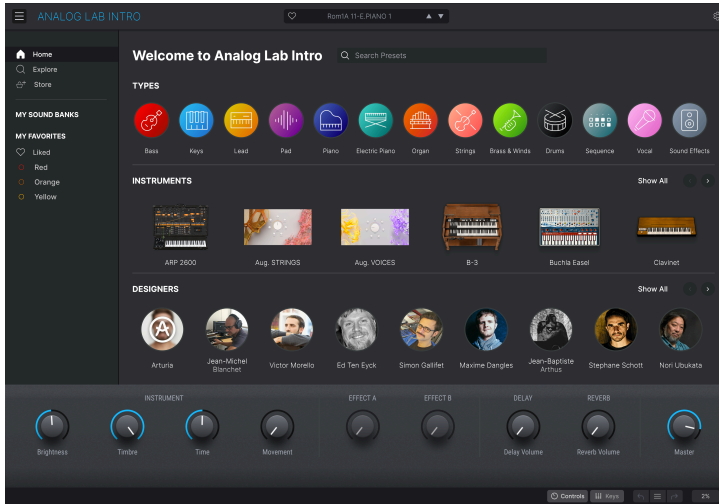 ANALOG LAB INTRO
Rom1A 11-E.PIANO 1
Home
Explore
Store
MY SOUND BANKS
MY FAVORITES
Liked
Red
Orange
Yellow
Welcome to Analog Lab Intro
Search Presets
TYPES
Bass Keys Lead Pad Piano Electric Piano Organ Strings Brass & Winds Drums Sequence Vocal Sound Effects
INSTRUMENTS Show All
ARP 2600 Aug. STRINGS Aug. VOICES B-3 Buchla Easel Clavinet
DESIGNERS Show All
Arturia Jean-Michel Blanchet Victor Morello Ed Ten Eyck Simon Gallifet Maxime Dangles Jean-Baptiste Arthus Stephane Schott Nori Ubukata
INSTRUMENT EFFECT A EFFECT B DELAY REVERB
Brightness Timbre Time Movement Delay Volume Reverb Volume Master
Controls Keys 2%